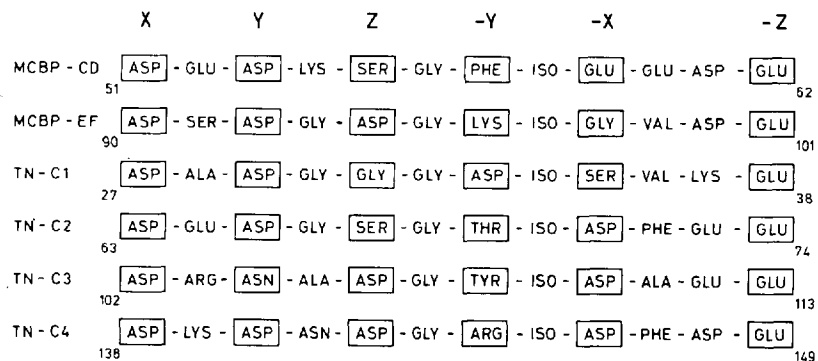 X Y Z -Y -X -Z
MCBP - CD ASP - GLU - ASP - LYS - SER - GLY - PHE - ISO - GLU - GLU - ASP - GLU
51 62
MCBP - EF ASP - SER - ASP - GLY - ASP - GLY - LYS - ISO - GLY - VAL - ASP - GLU
90 101
TN - C1 ASP - ALA - ASP - GLY - GLY - GLY - ASP - ISO - SER - VAL - LYS - GLU
27 38
TN - C2 ASP - GLU - ASP - GLY - SER - GLY - THR - ISO - ASP - PHE - GLU - GLU
63 74
TN - C3 ASP - ARG - ASN - ALA - ASP - GLY - TYR - ISO - ASP - ALA - GLU - GLU
102 113
TN - C4 ASP - LYS - ASP - ASN - ASP - GLY - ARG - ISO - ASP - PHE - ASP - GLU
138 149